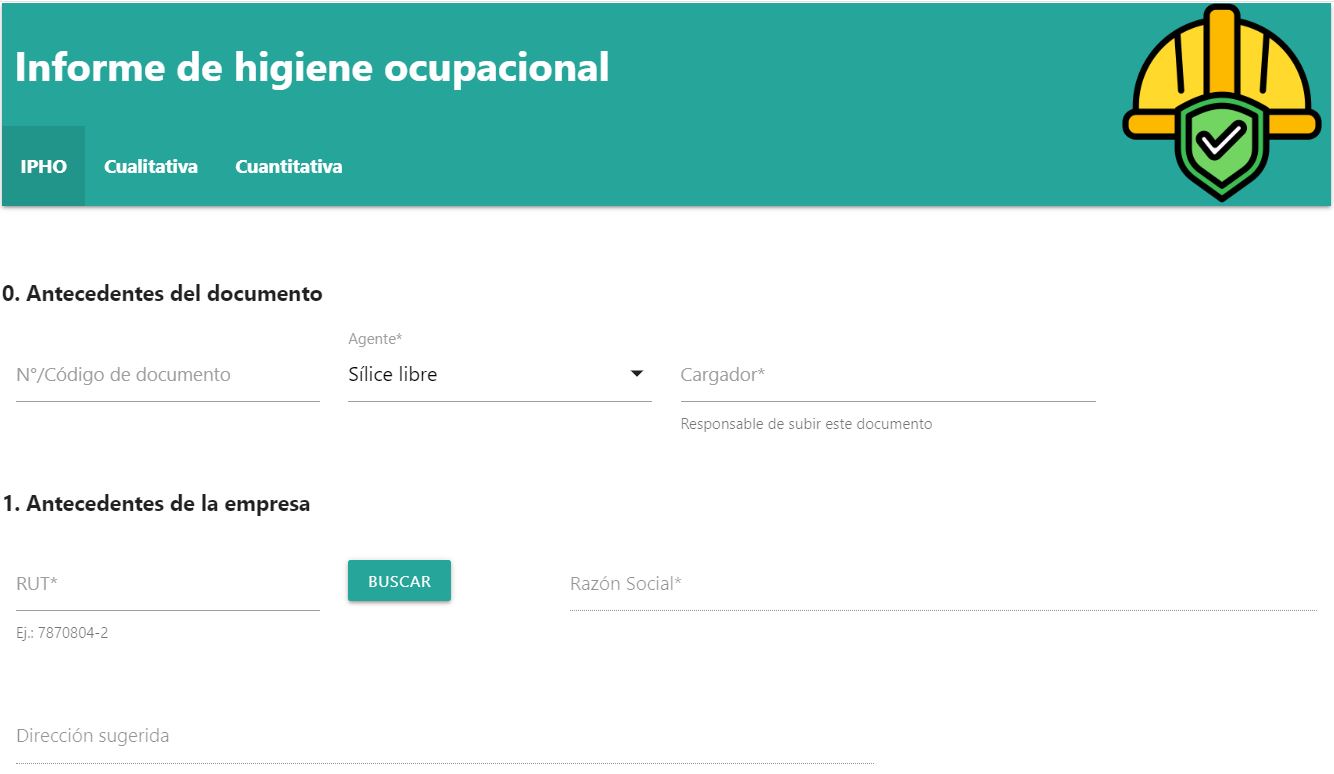 Informe de higiene ocupacional
IPHO Cualitativa Cuantitativa
0. Antecedentes del documento
Agente*
N°/Código de documento Sílice libre Cargador*
Responsable de subir este documento
1. Antecedentes de la empresa
RUT* BUSCAR Razón Social*
Ej.: 7870804-2
Dirección sugerida